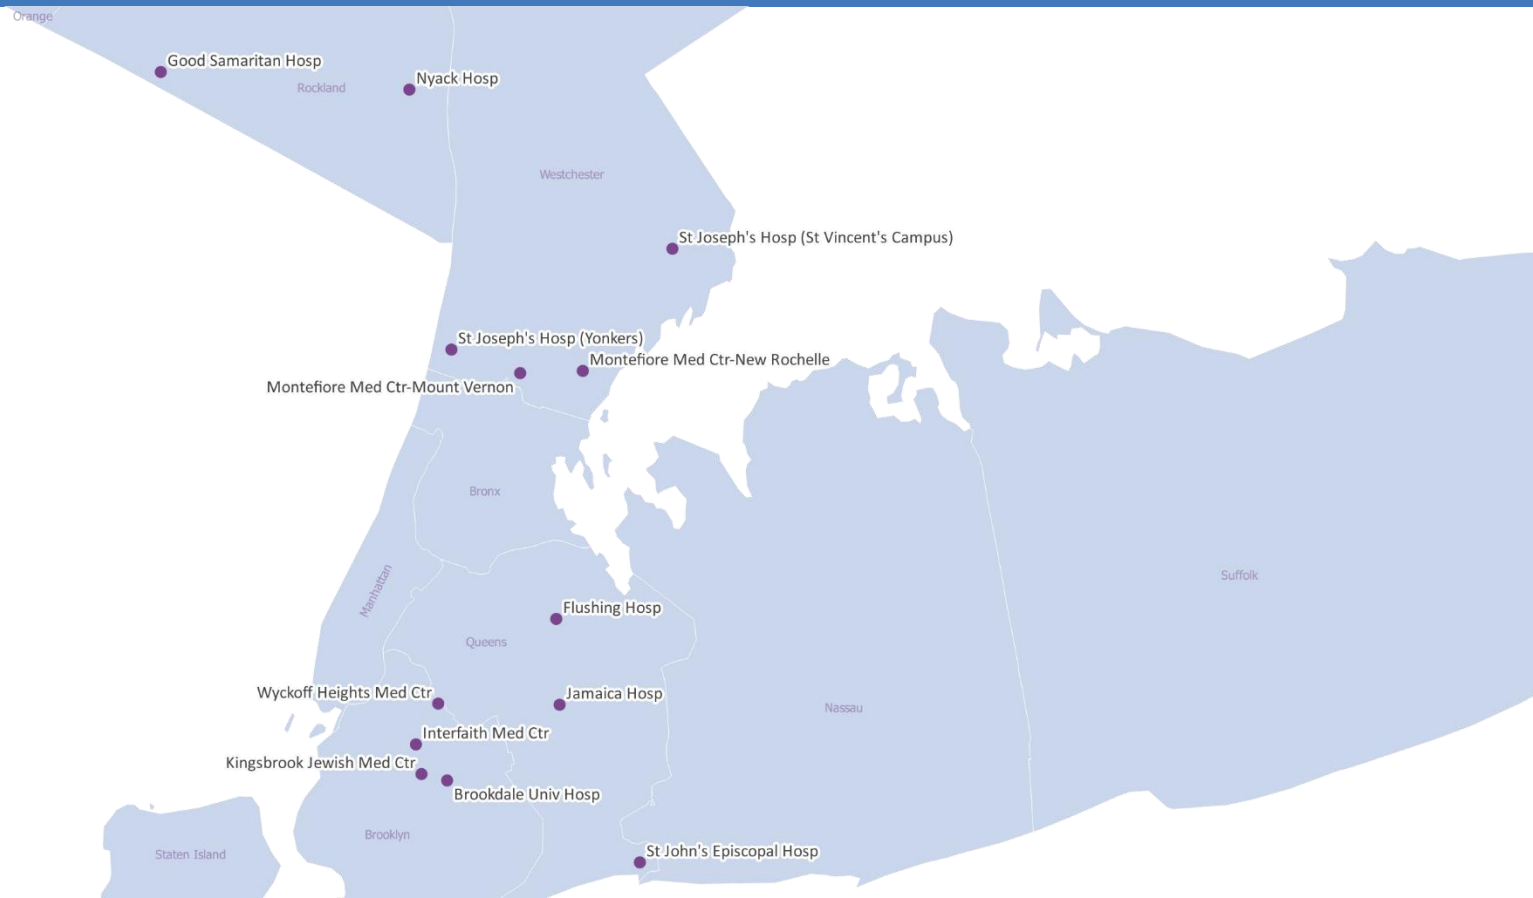 Orange
Good Samaritan Hosp
Nyack Hosp
Rockland
Westchester
St Joseph's Hosp (St Vincent's Campus)
St Joseph's Hosp (Yonkers)
Montefiore Med Ctr-New Rochelle
Montefiore Med Ctr-Mount Vernon
Bronx
Manhattan
Suffolk
Flushing Hosp
Queens
Wyckoff Heights Med Ctr
Jamaica Hosp
Nassau
Interfaith Med Ctr
Kingsbrook Jewish Med Ctr
Brookdale Univ Hosp
Brooklyn
Staten Island
St John's Episcopal Hosp